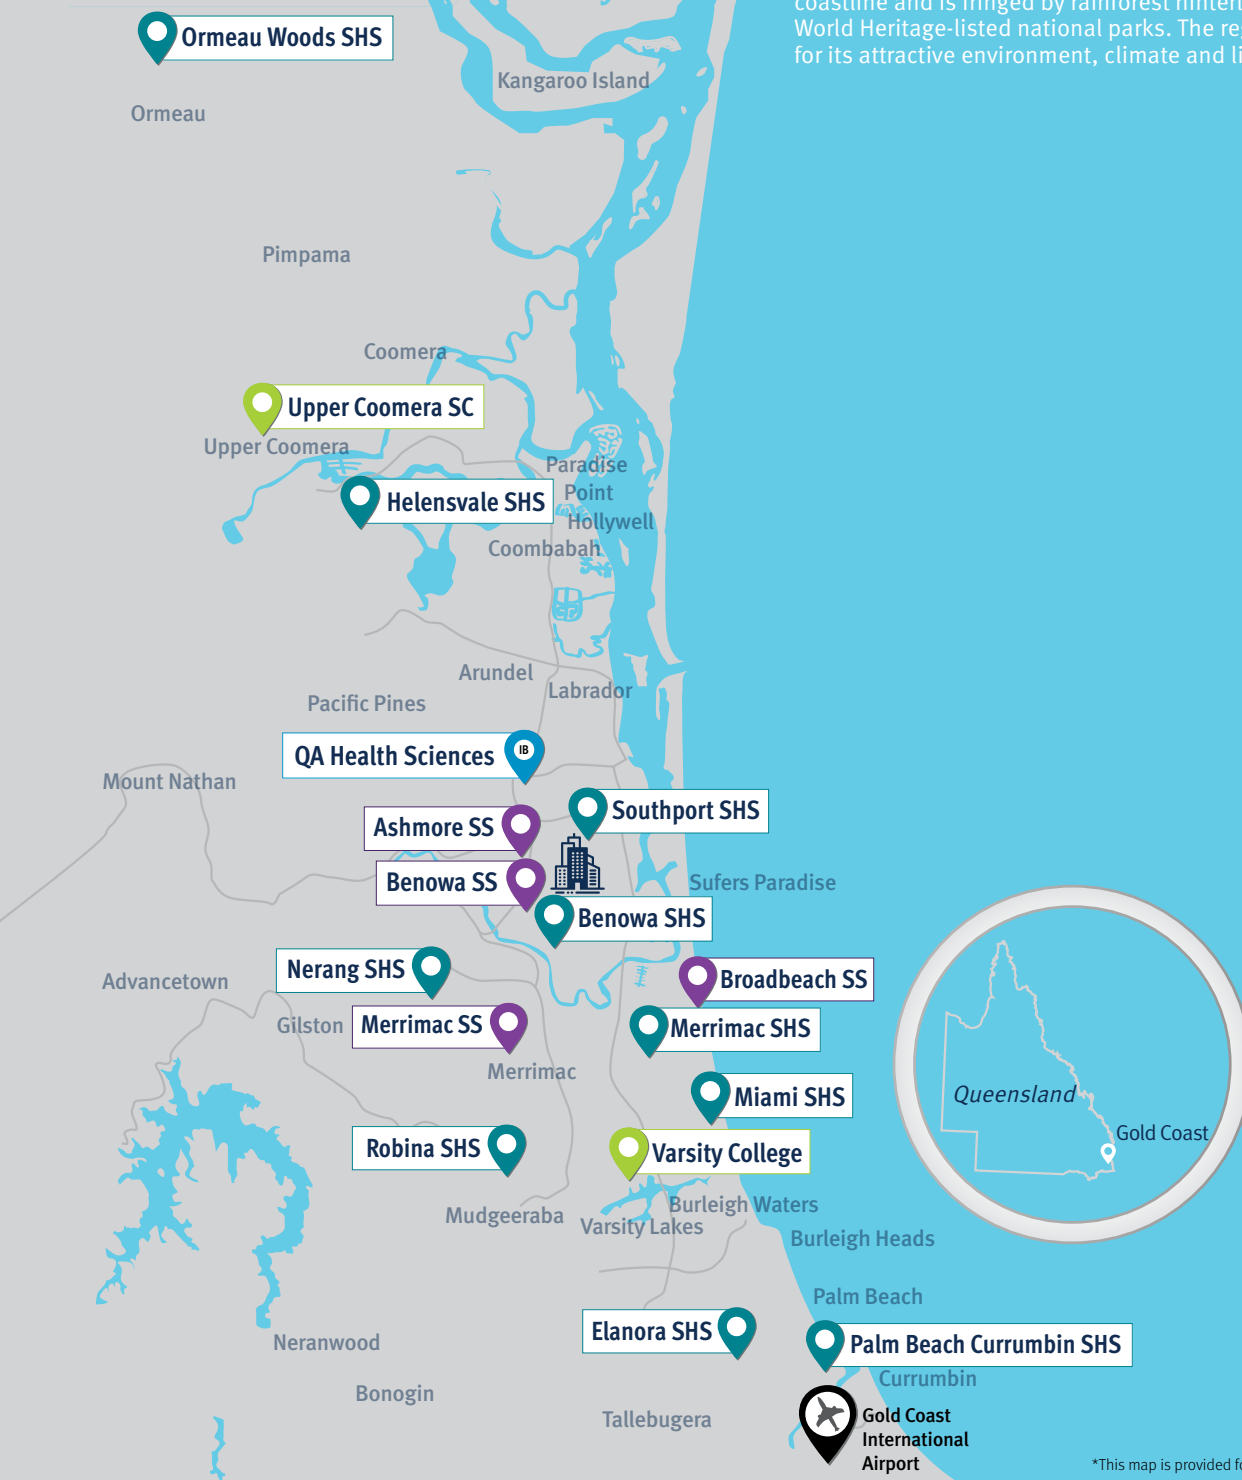 coastline and is fringed by rainforest
World Heritage-listed national parks. The
for its attractive environment, climate and
Ormeau Woods SHS
Kangaroo Island
Ormeau
Pimpama
Coomera
Upper Coomera SC
Upper Coomera
Paradise
Point
Helensvale SHS
Hollywell
Coombabah
Arundel
Labrador
Pacific Pines
QA Health Sciences
IB
Mount Nathan
Southport SHS
Ashmore SS
Benowa SS
Sufers Paradise
Benowa SHS
Nerang SHS
Broadbeach SS
Advancetown
Gilston
Merrimac SS
Merrimac SHS
Merrimac
Miami SHS
Queensland
Gold Coast
Robina SHS
Varsity College
Mudgeeraba
Burleigh Waters
Varsity Lakes
Burleigh Heads
Palm Beach
Elanora SHS
Neranwood
Palm Beach Currumbin SHS
Currumbin
Bonogin
Tallebugera
Gold Coast
International
Airport
*This map is provided